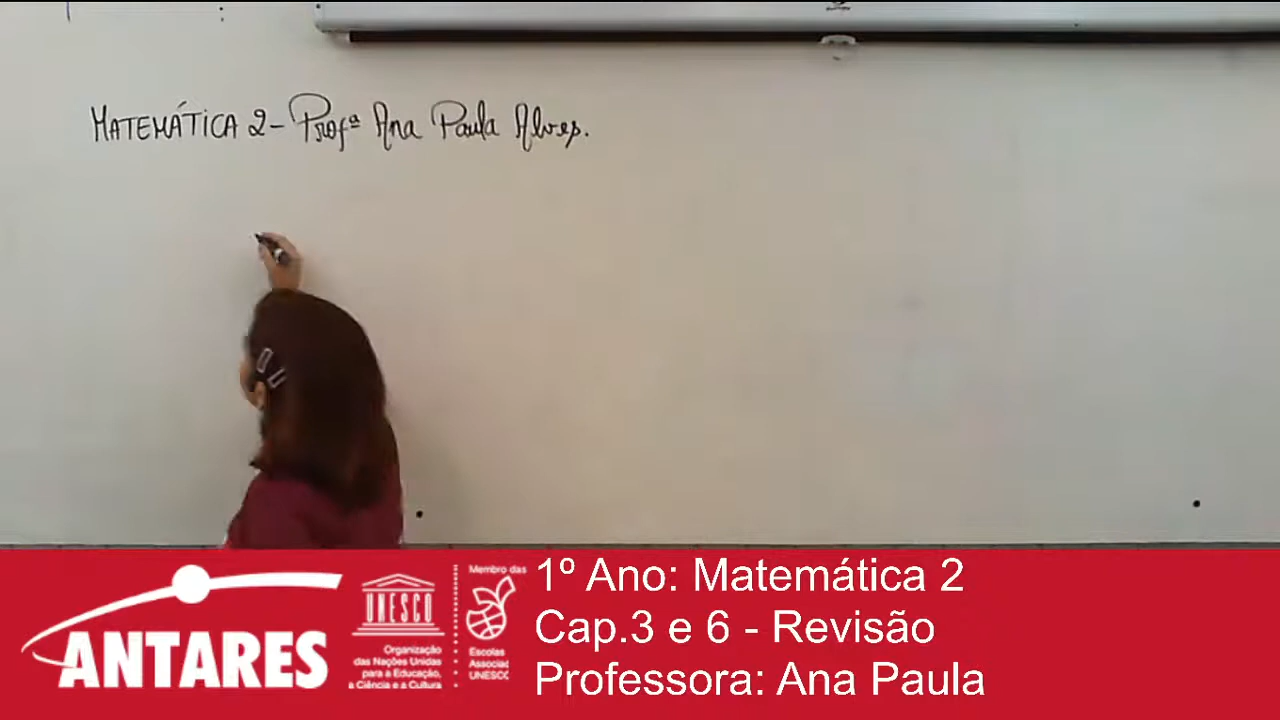 MATEMÁTICA 2 - Profª Ana Paula Alves.
ANTARES
UNESCO
Organização
das Nações Unidas
para a Educação,
a Ciência e a Cultura
Membro das
Escolas
Associad
UNESCO
1º Ano: Matemática 2
Cap.3 e 6 - Revisão
Professora: Ana Paula